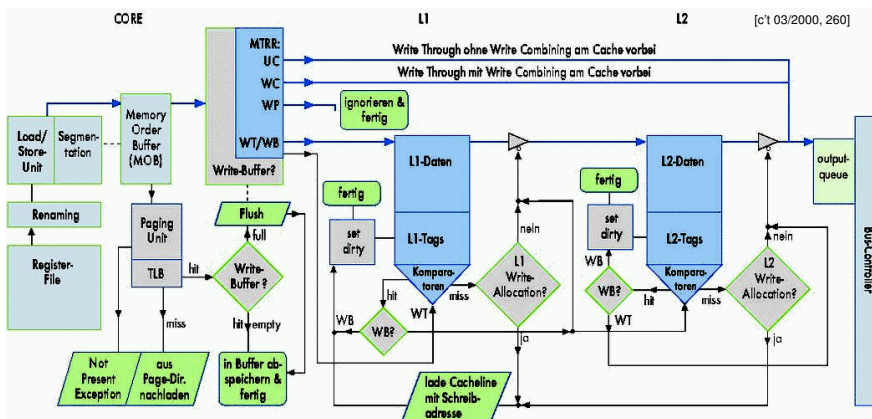 CORE
L1
L2
[c't 03/2000, 260]
MTRR:
UC
WC
WP
WT/WB
Write-Buffer?
Write Through ohne Write Combining am Cache vorbei
Write Through mit Write Combining am Cache vorbei
ignorieren &
fertig
Load/
Store-
Unit
Segmen-
tation
Memory
Order
Buffer
(MOB)
Renaming
Register-
File
Paging
Unit
TLB
hit
miss
Not
Present
Exception
aus
Page-Dir.
nachladen
Flush
full
Write-
Buffer ?
hit
empty
in Buffer ab-
speichern &
fertig
fertig
set
dirty
L1-Daten
L1-Tags
Kompara-
toren
hit
miss
WB
WB?
WT
nein
L1
Write-
Allocation?
ja
lade Cacheline
mit Schreib-
adresse
fertig
set
dirty
L2-Daten
L2-Tags
Kompara-
toren
WB
WB?
hit
miss
WT
nein
L2
Write-
Allocation?
ja
output-
queue
Bus-Controller